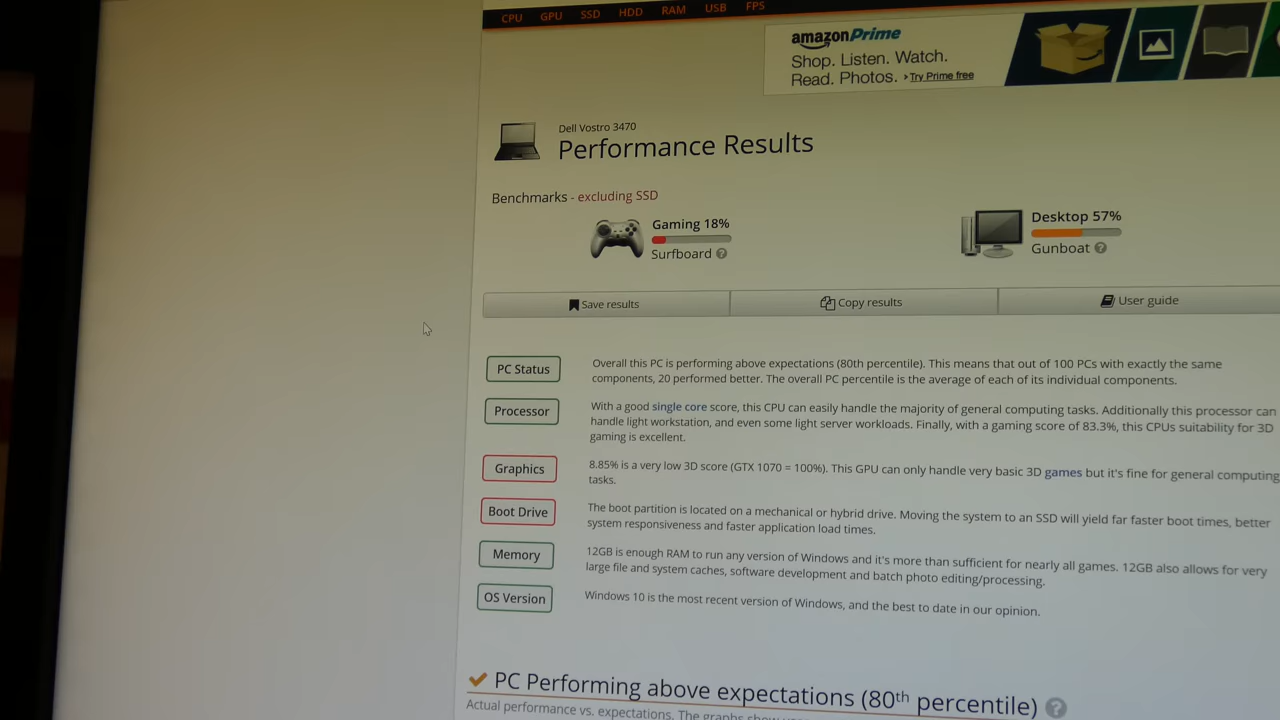 CPU GPU SSD HDD RAM USB FPS
amazonPrime
Shop. Listen. Watch.
Read. Photos. ▸Try Prime free
Dell Vostro 3470
Performance Results
Benchmarks - excluding SSD
Gaming 18%
Surfboard
Desktop 57%
Gunboat
Save results
Copy results
User guide
PC Status
Overall this PC is performing above expectations (80th percentile). This means that out of 100 PCs with exactly the same
components, 20 performed better. The overall PC percentile is the average of each of its individual components.
Processor
With a good single core score, this CPU can easily handle the majority of general computing tasks. Additionally this processor can
handle light workstation, and even some light server workloads. Finally, with a gaming score of 83.3%, this CPUs suitability for 3D
gaming is excellent.
Graphics
8.85% is a very low 3D score (GTX 1070 = 100%). This GPU can only handle very basic 3D games but it's fine for general computing
tasks.
Boot Drive
The boot partition is located on a mechanical or hybrid drive. Moving the system to an SSD will yield far faster boot times, better
system responsiveness and faster application load times.
Memory
12GB is enough RAM to run any version of Windows and it's more than sufficient for nearly all games. 12GB also allows for very
large file and system caches, software development and batch photo editing/processing.
OS Version
Windows 10 is the most recent version of Windows, and the best to date in our opinion.
PC Performing above expectations (80th percentile)
Actual performance vs. expectations. The graphs show